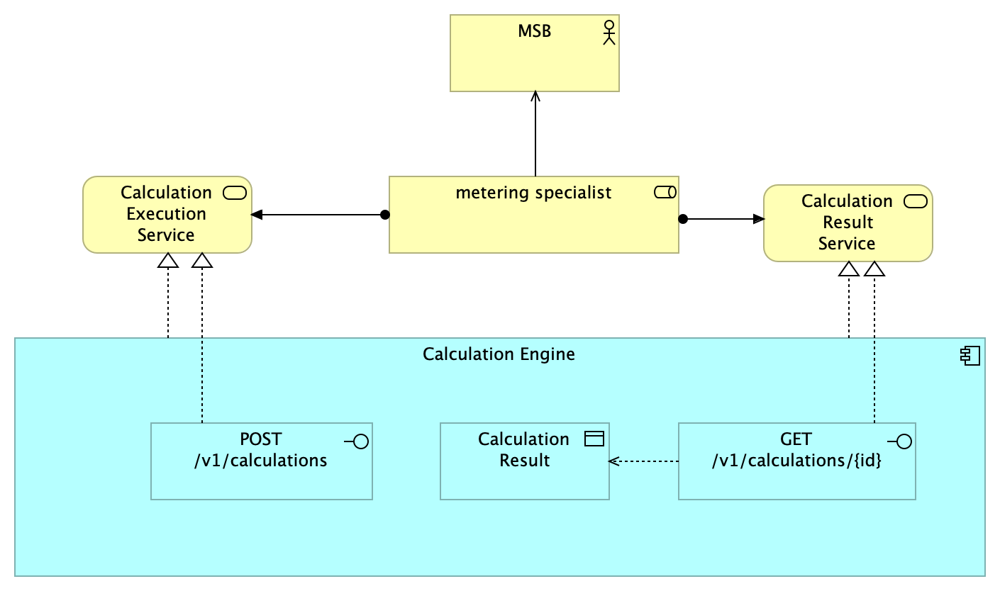 MSB
Calculation
Execution
Service
metering specialist
Calculation
Result
Service
Calculation Engine
POST
/v1/calculations
Calculation
Result
GET
/v1/calculations/{id}